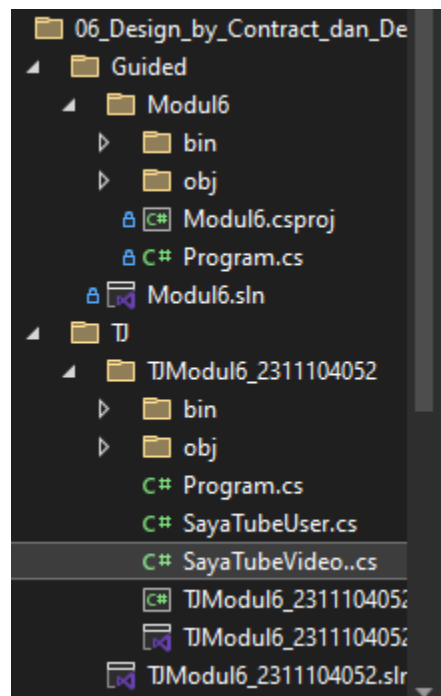 06_Design_by_Contract_dan_De
Guided
Modul6
bin
obj
C# Modul6.csproj
C# Program.cs
Modul6.sln
TJ
TJModul6_2311104052
bin
obj
C# Program.cs
C# SayaTubeUser.cs
C# SayaTubeVideo..cs
C# TJModul6_2311104052
TJModul6_2311104052
TJModul6_2311104052.slr